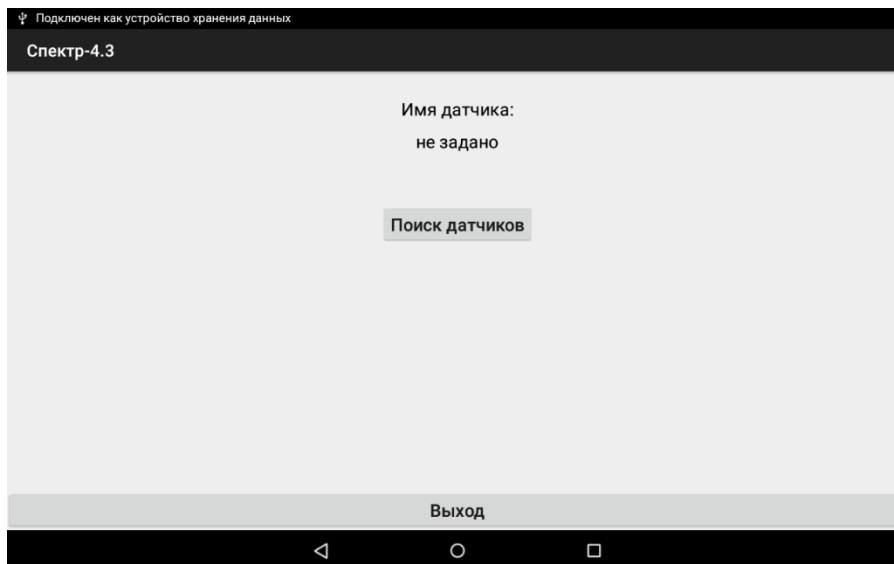 Подключен как устройство хранения данных
Спектр-4.3
Имя датчика:
не задано
Поиск датчиков
Выход